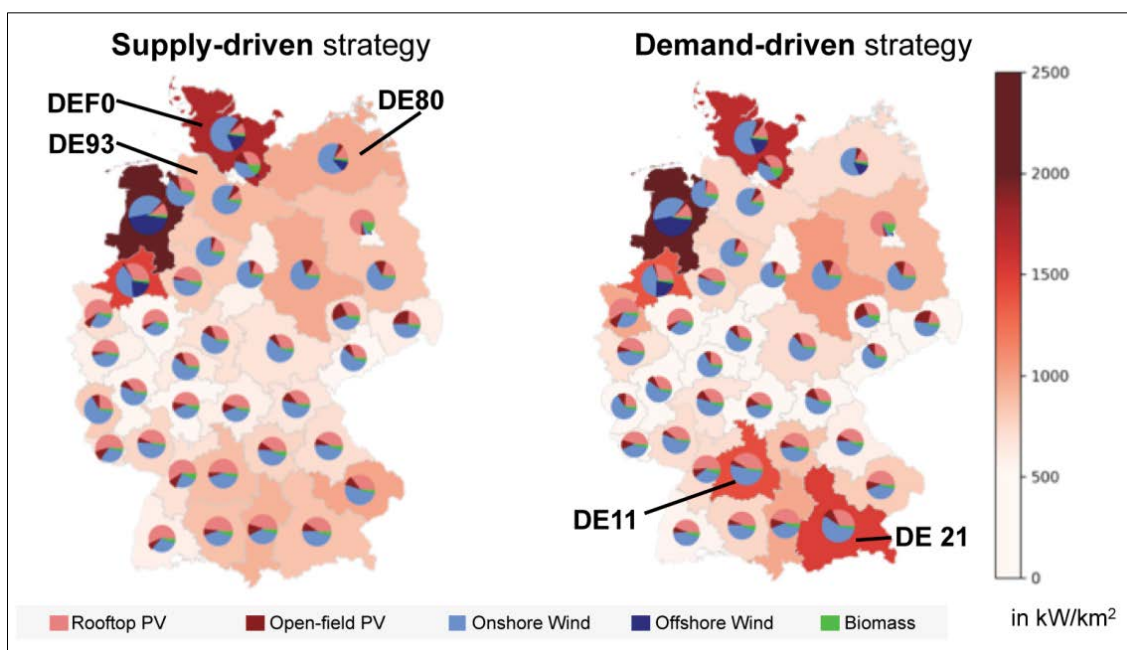 Supply-driven strategy
Demand-driven strategy
DEF0
DE93
DE80
DE11
DE 21
2500
2000
1500
1000
500
0
in kW/km²
Rooftop PV
Open-field PV
Onshore Wind
Offshore Wind
Biomass